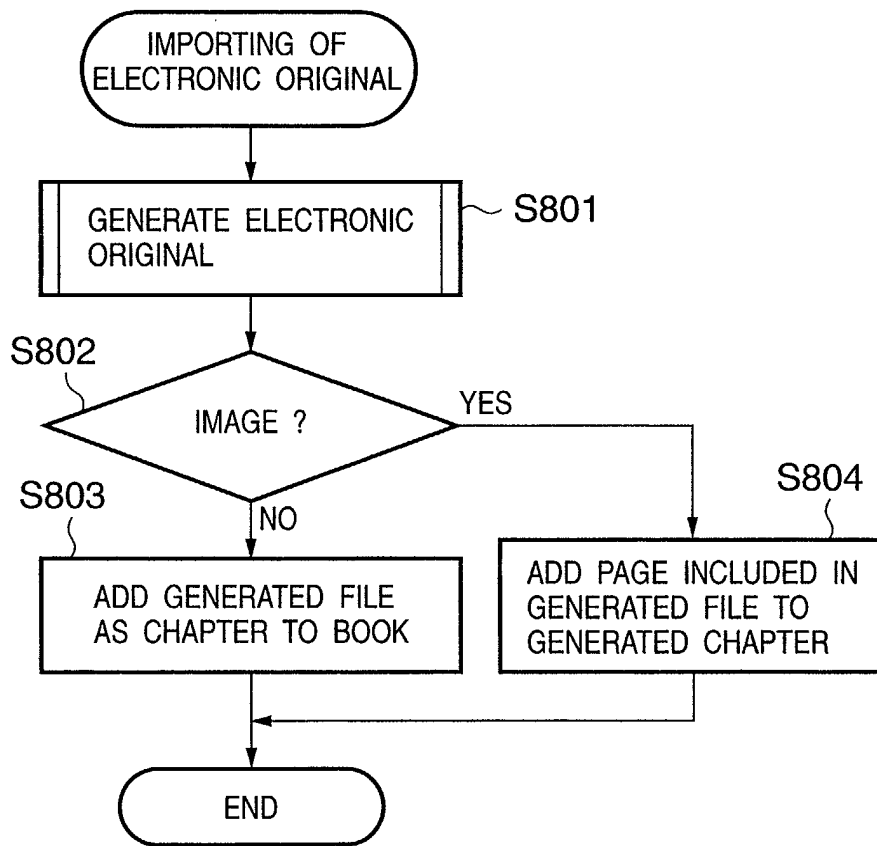 IMPORTING OF
ELECTRONIC ORIGINAL
GENERATE ELECTRONIC
ORIGINAL
S801
S802
IMAGE ?
YES
NO
S803
ADD GENERATED FILE
AS CHAPTER TO BOOK
S804
ADD PAGE INCLUDED IN
GENERATED FILE TO
GENERATED CHAPTER
END